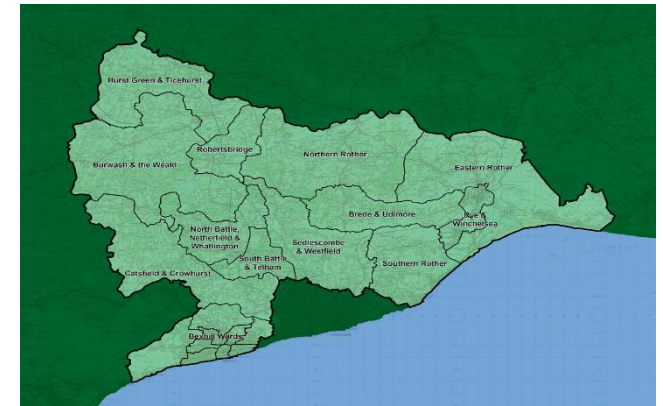 Hurst Green & Ticehurst
Robertsbridge
Northern Rother
Burwash & the Weald
Eastern Rother
Brede & Udimore
Rye &
Winchelsea
North Battle,
Netherfield &
Whatlington
Sedlescombe
& Westfield
South Battle
& Telham
Southern Rother
Catsfield & Crowhurst
Bexhill Wards